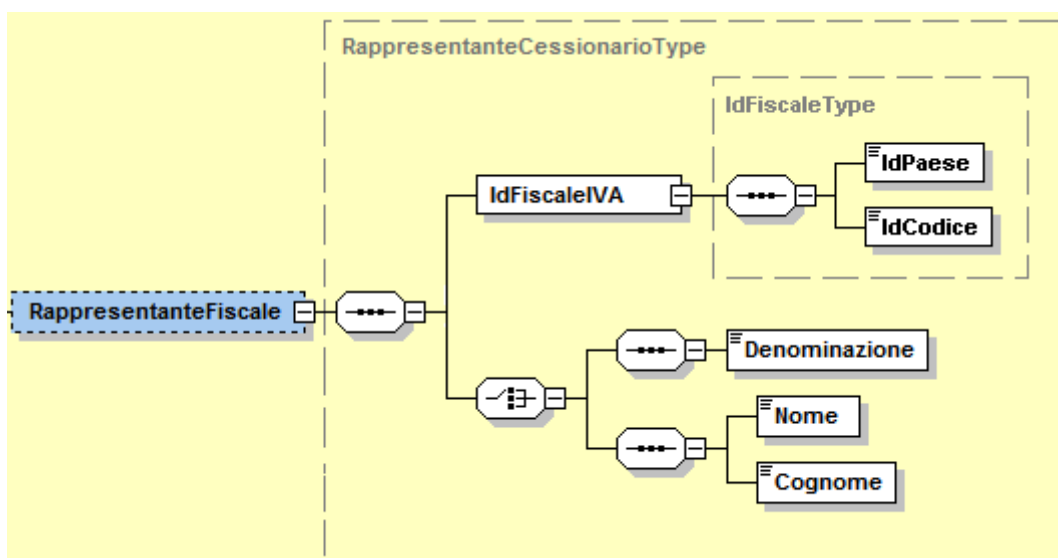 RappresentanteCessionarioType
IdFiscaleType
IdPaese
IdFiscaleIVA
IdCodice
RappresentanteFiscale
Denominazione
Nome
Cognome